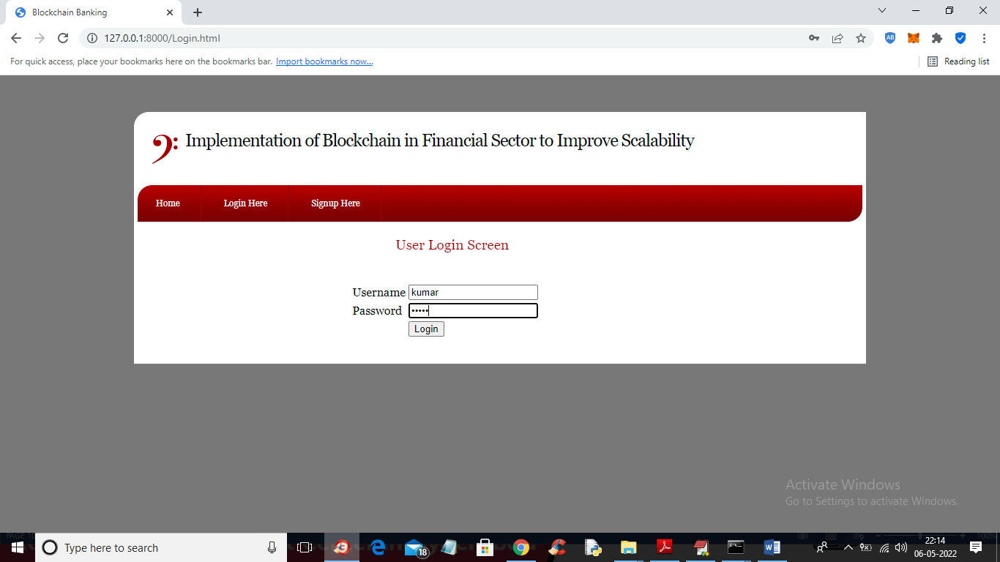 Blockchain Banking
127.0.0.1:8000/Login.html
For quick access, place your bookmarks here on the bookmarks bar. Import bookmarks now...
Reading list
Implementation of Blockchain in Financial Sector to Improve Scalability
Home
Login Here
Signup Here
User Login Screen
Username kumar
Password •••••
Login
Activate Windows
Go to Settings to activate Windows.
Type here to search
18
100%
22:14
06-05-2022